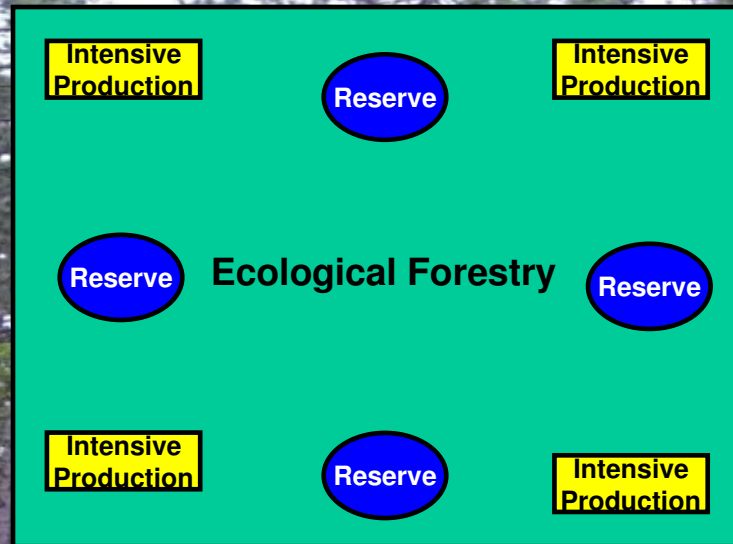 Intensive
Production
Reserve
Intensive
Production
Reserve
Ecological Forestry
Reserve
Intensive
Production
Reserve
Intensive
Production